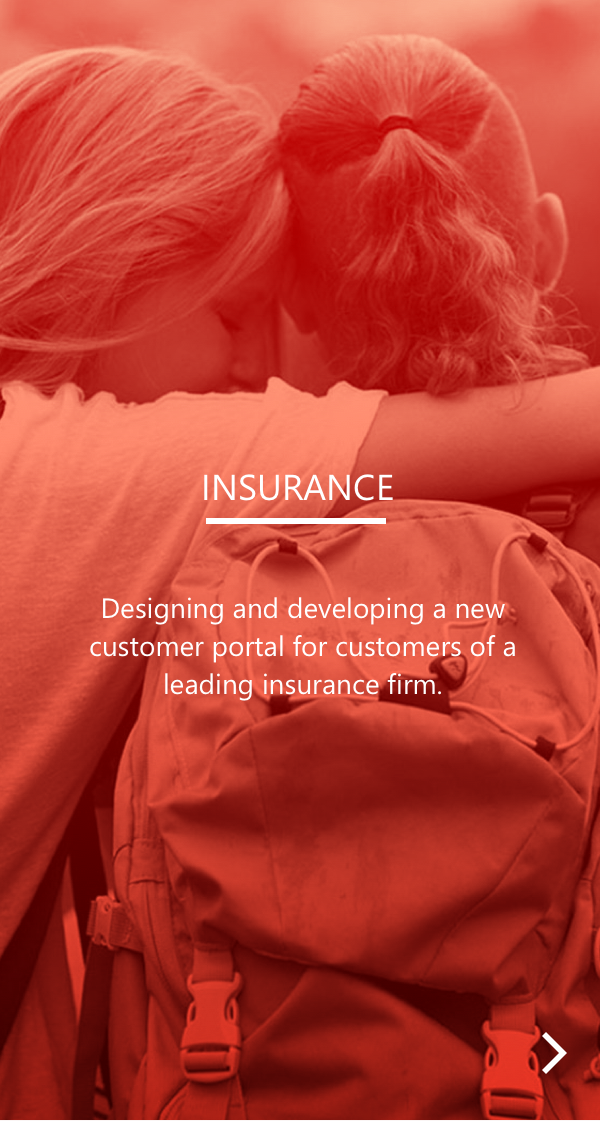 INSURANCE
Designing and developing a new
customer portal for customers of a
leading insurance firm.